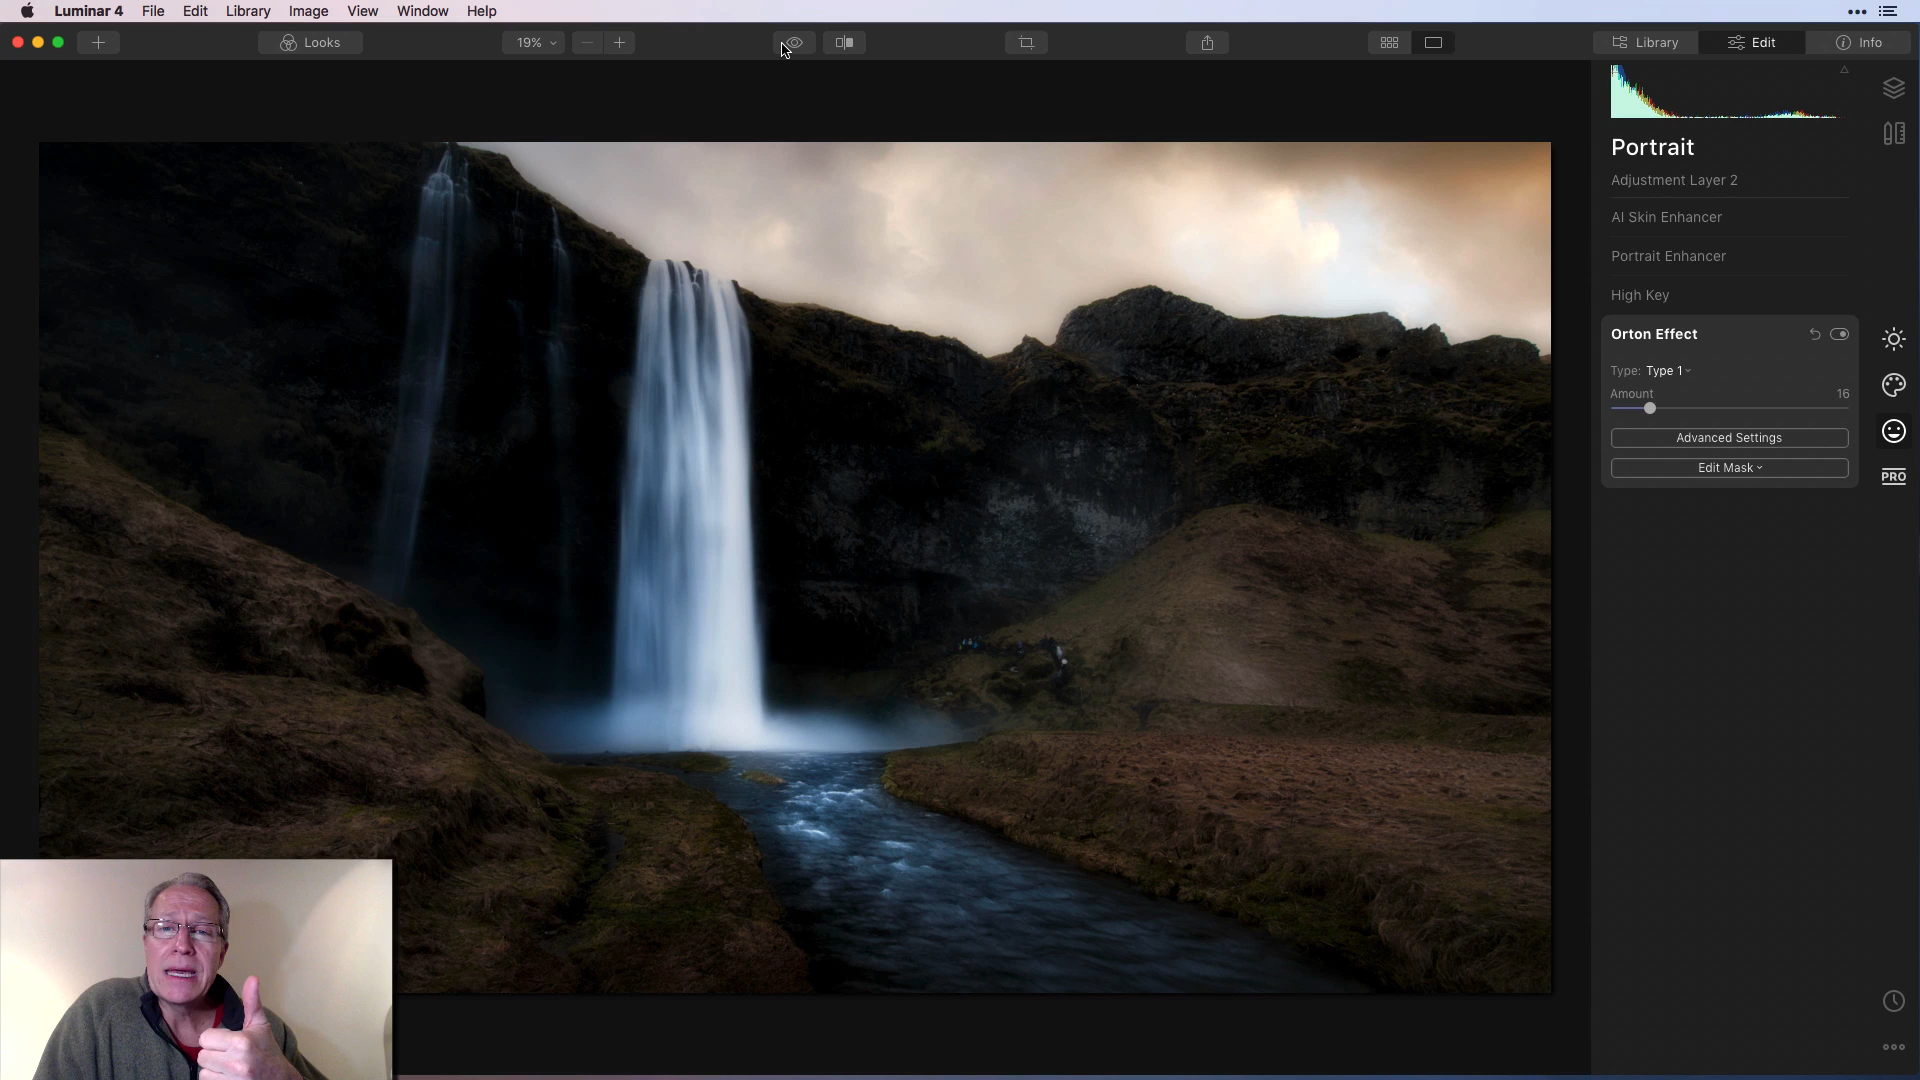 Luminar 4 File Edit Library Image View Window Help
Looks 19% Library Edit Info
Portrait
Adjustment Layer 2
AI Skin Enhancer
Portrait Enhancer
High Key
Orton Effect
Type: Type 1
Amount 16
Advanced Settings
Edit Mask
PRO